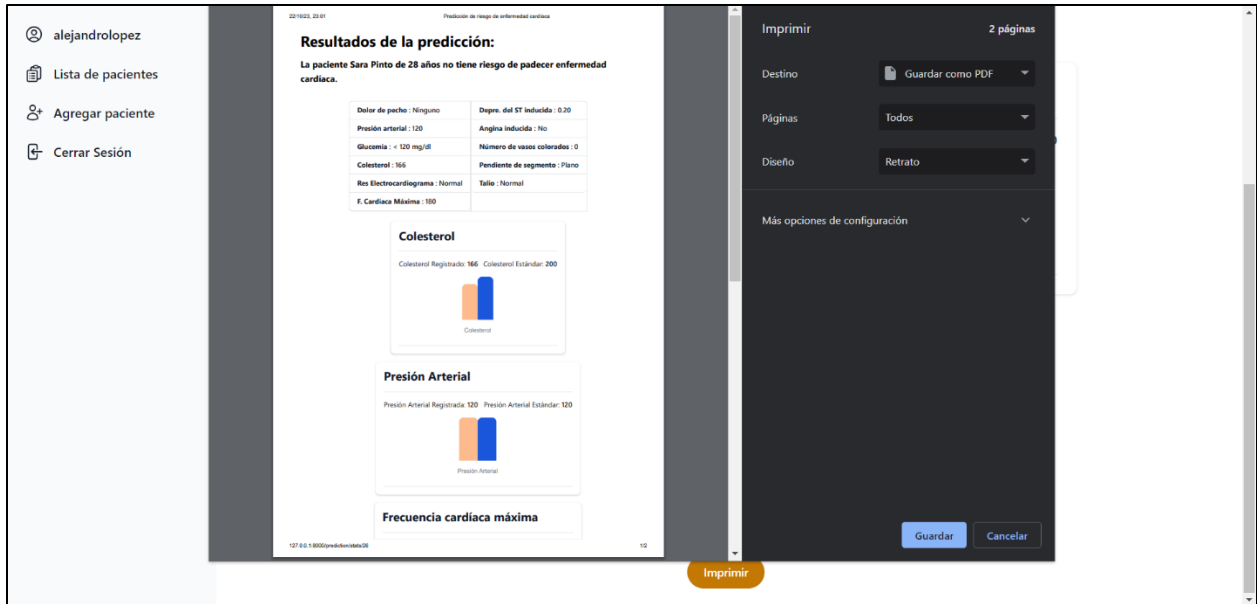 alejandrolopez
Lista de pacientes
Agregar paciente
Cerrar Sesión
22/10/23, 23:01 Predicción de riesgo de enfermedad cardiaca
Resultados de la predicción:
La paciente Sara Pinto de 28 años no tiene riesgo de padecer enfermedad
cardíaca.
Dolor de pecho : Ninguno Depre. del ST inducida : 0.20
Presión arterial : 120 Angina inducida : No
Glucemia : < 120 mg/dl Número de vasos colorados : 0
Colesterol : 166 Pendiente de segmento : Plano
Res Electrocardiograma : Normal Talio : Normal
F. Cardíaca Máxima : 180
Colesterol
Colesterol Registrado: 166 Colesterol Estándar: 200
Colesterol
Presión Arterial
Presión Arterial Registrada: 120 Presión Arterial Estándar: 120
Presión Arterial
Frecuencia cardíaca máxima
127.0.0.1:8000/prediction/stats/26 1/2
Imprimir 2 páginas
Destino Guardar como PDF
Páginas Todos
Diseño Retrato
Más opciones de configuración
Guardar Cancelar
Imprimir